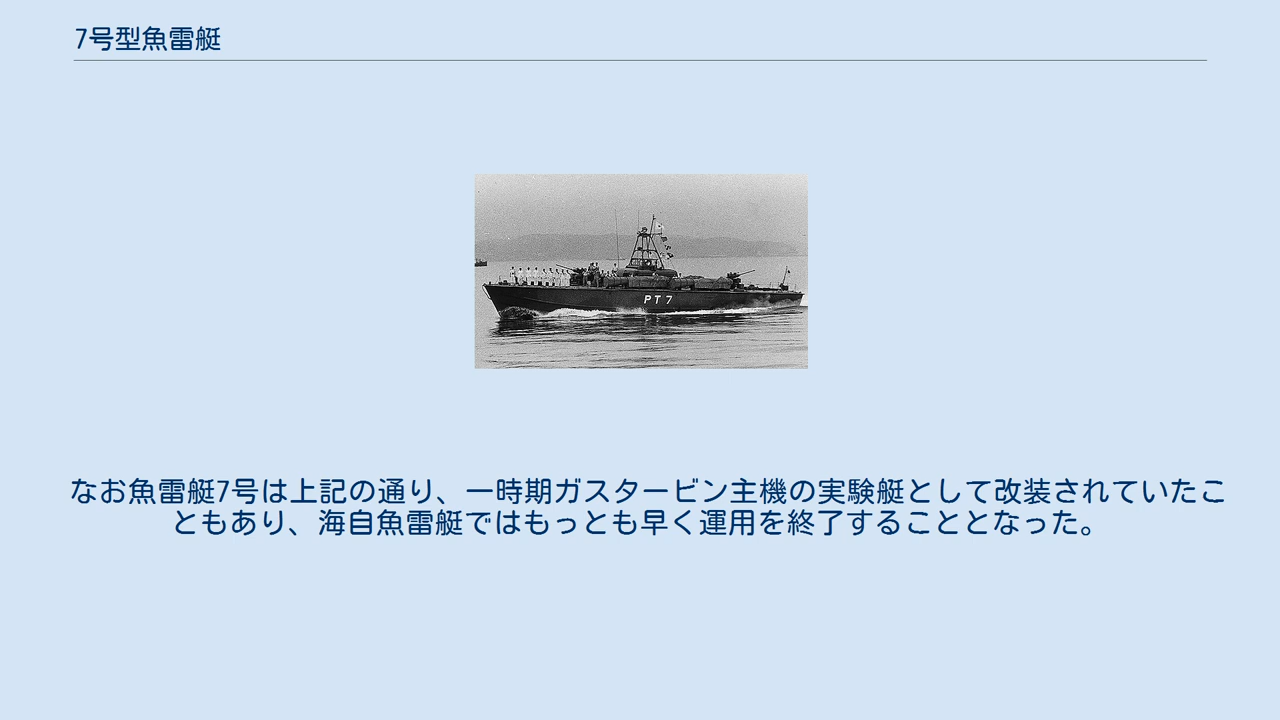 7号型魚雷艇
PT 7
なお魚雷艇7号は上記の通り、一時期ガスタービン主機の実験艇として改装されていたこ
ともあり、海自魚雷艇ではもっとも早く運用を終了することとなった。